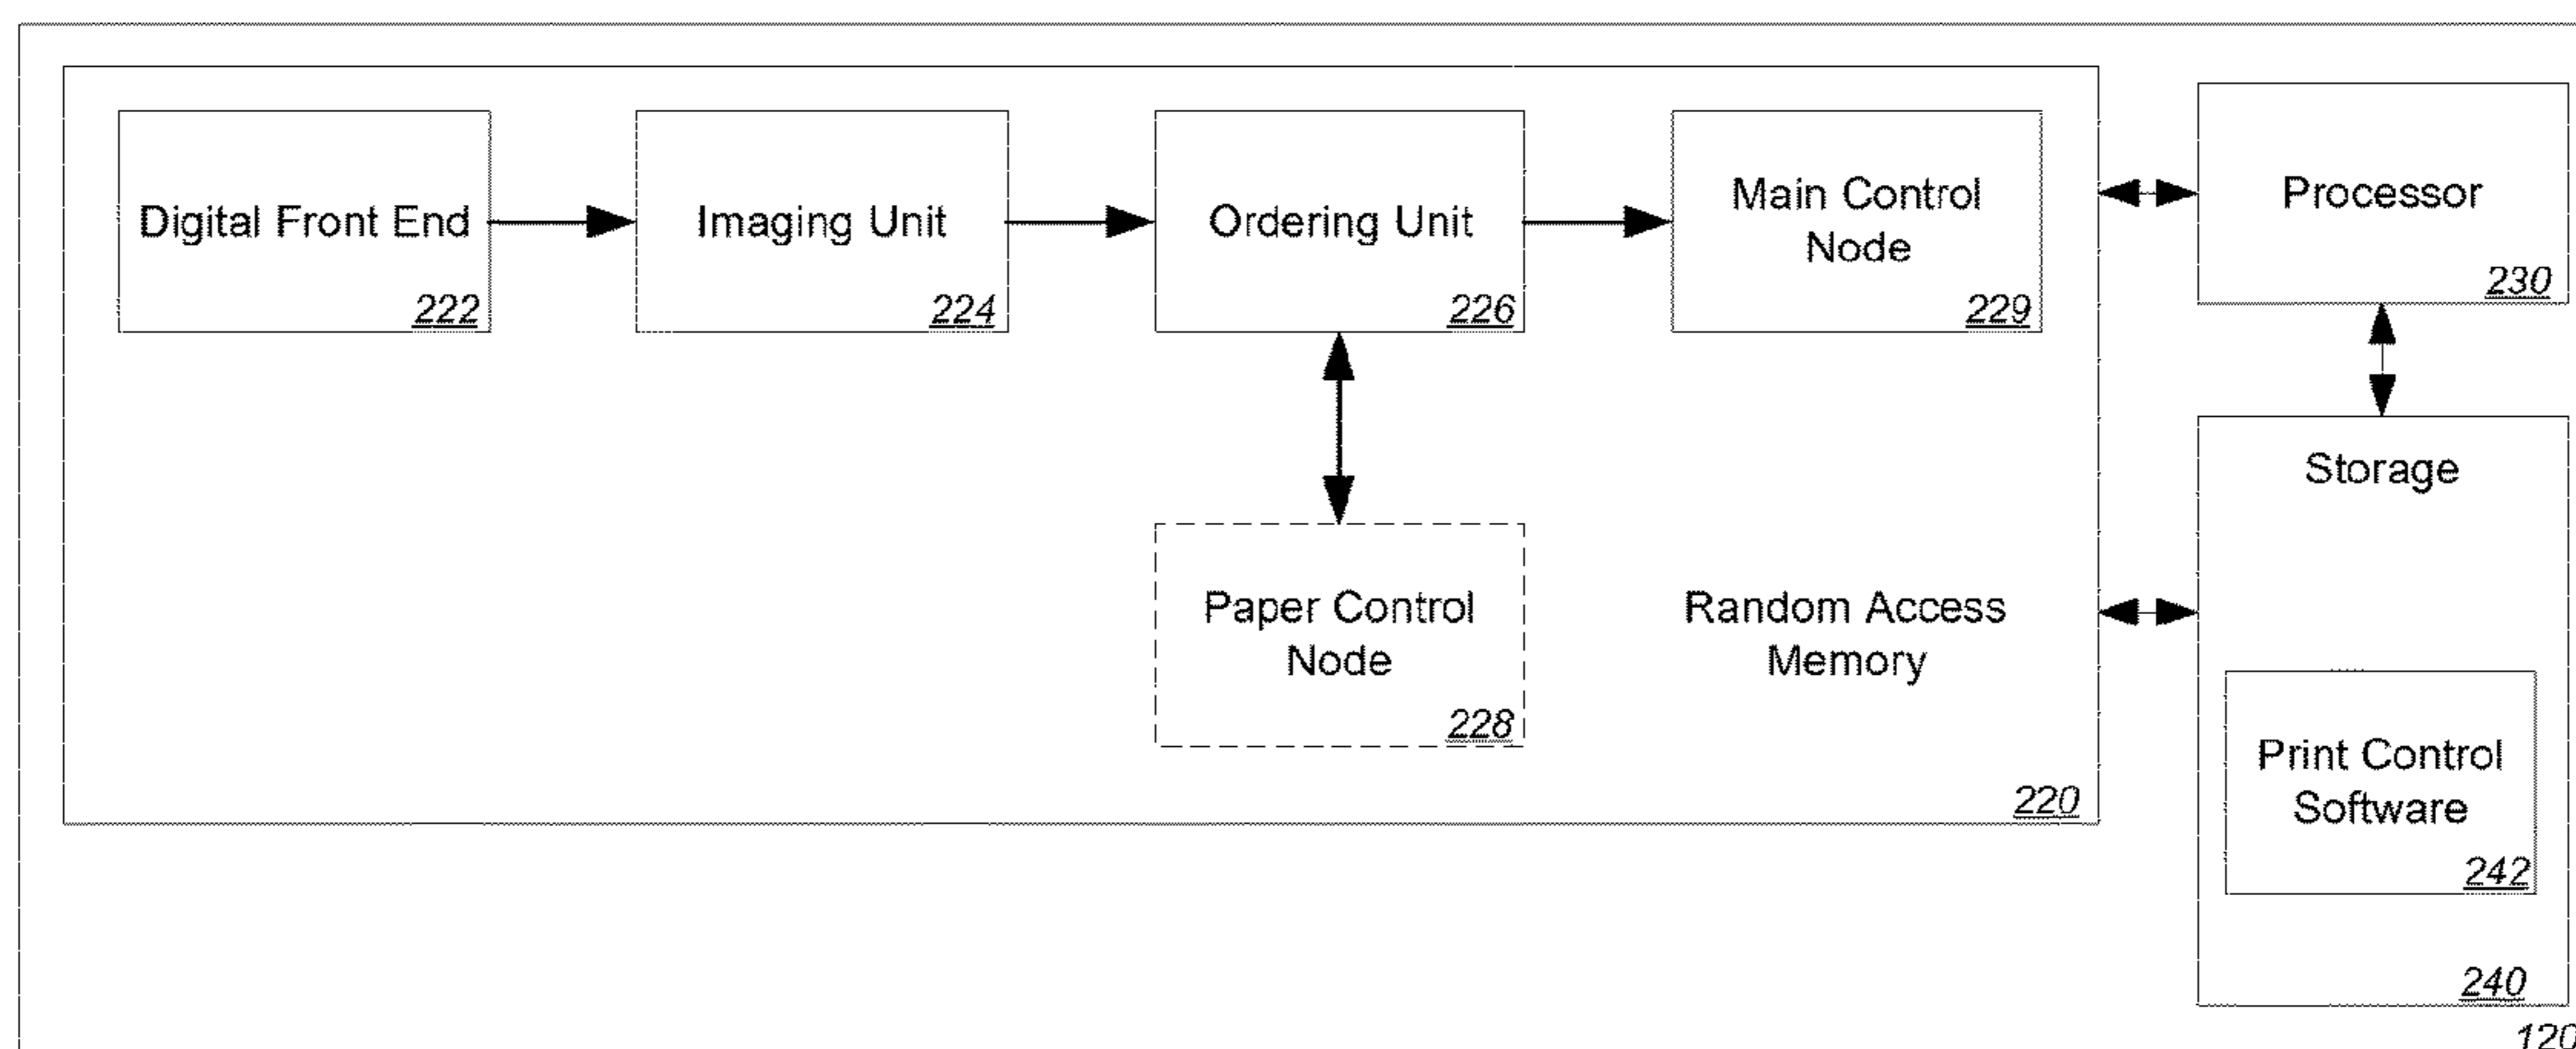 Digital Front End
222
Imaging Unit
224
Ordering Unit
226
Main Control
Node
229
Processor
230
Paper Control
Node
228
Random Access
Memory
220
Storage
Print Control
Software
242
240
120